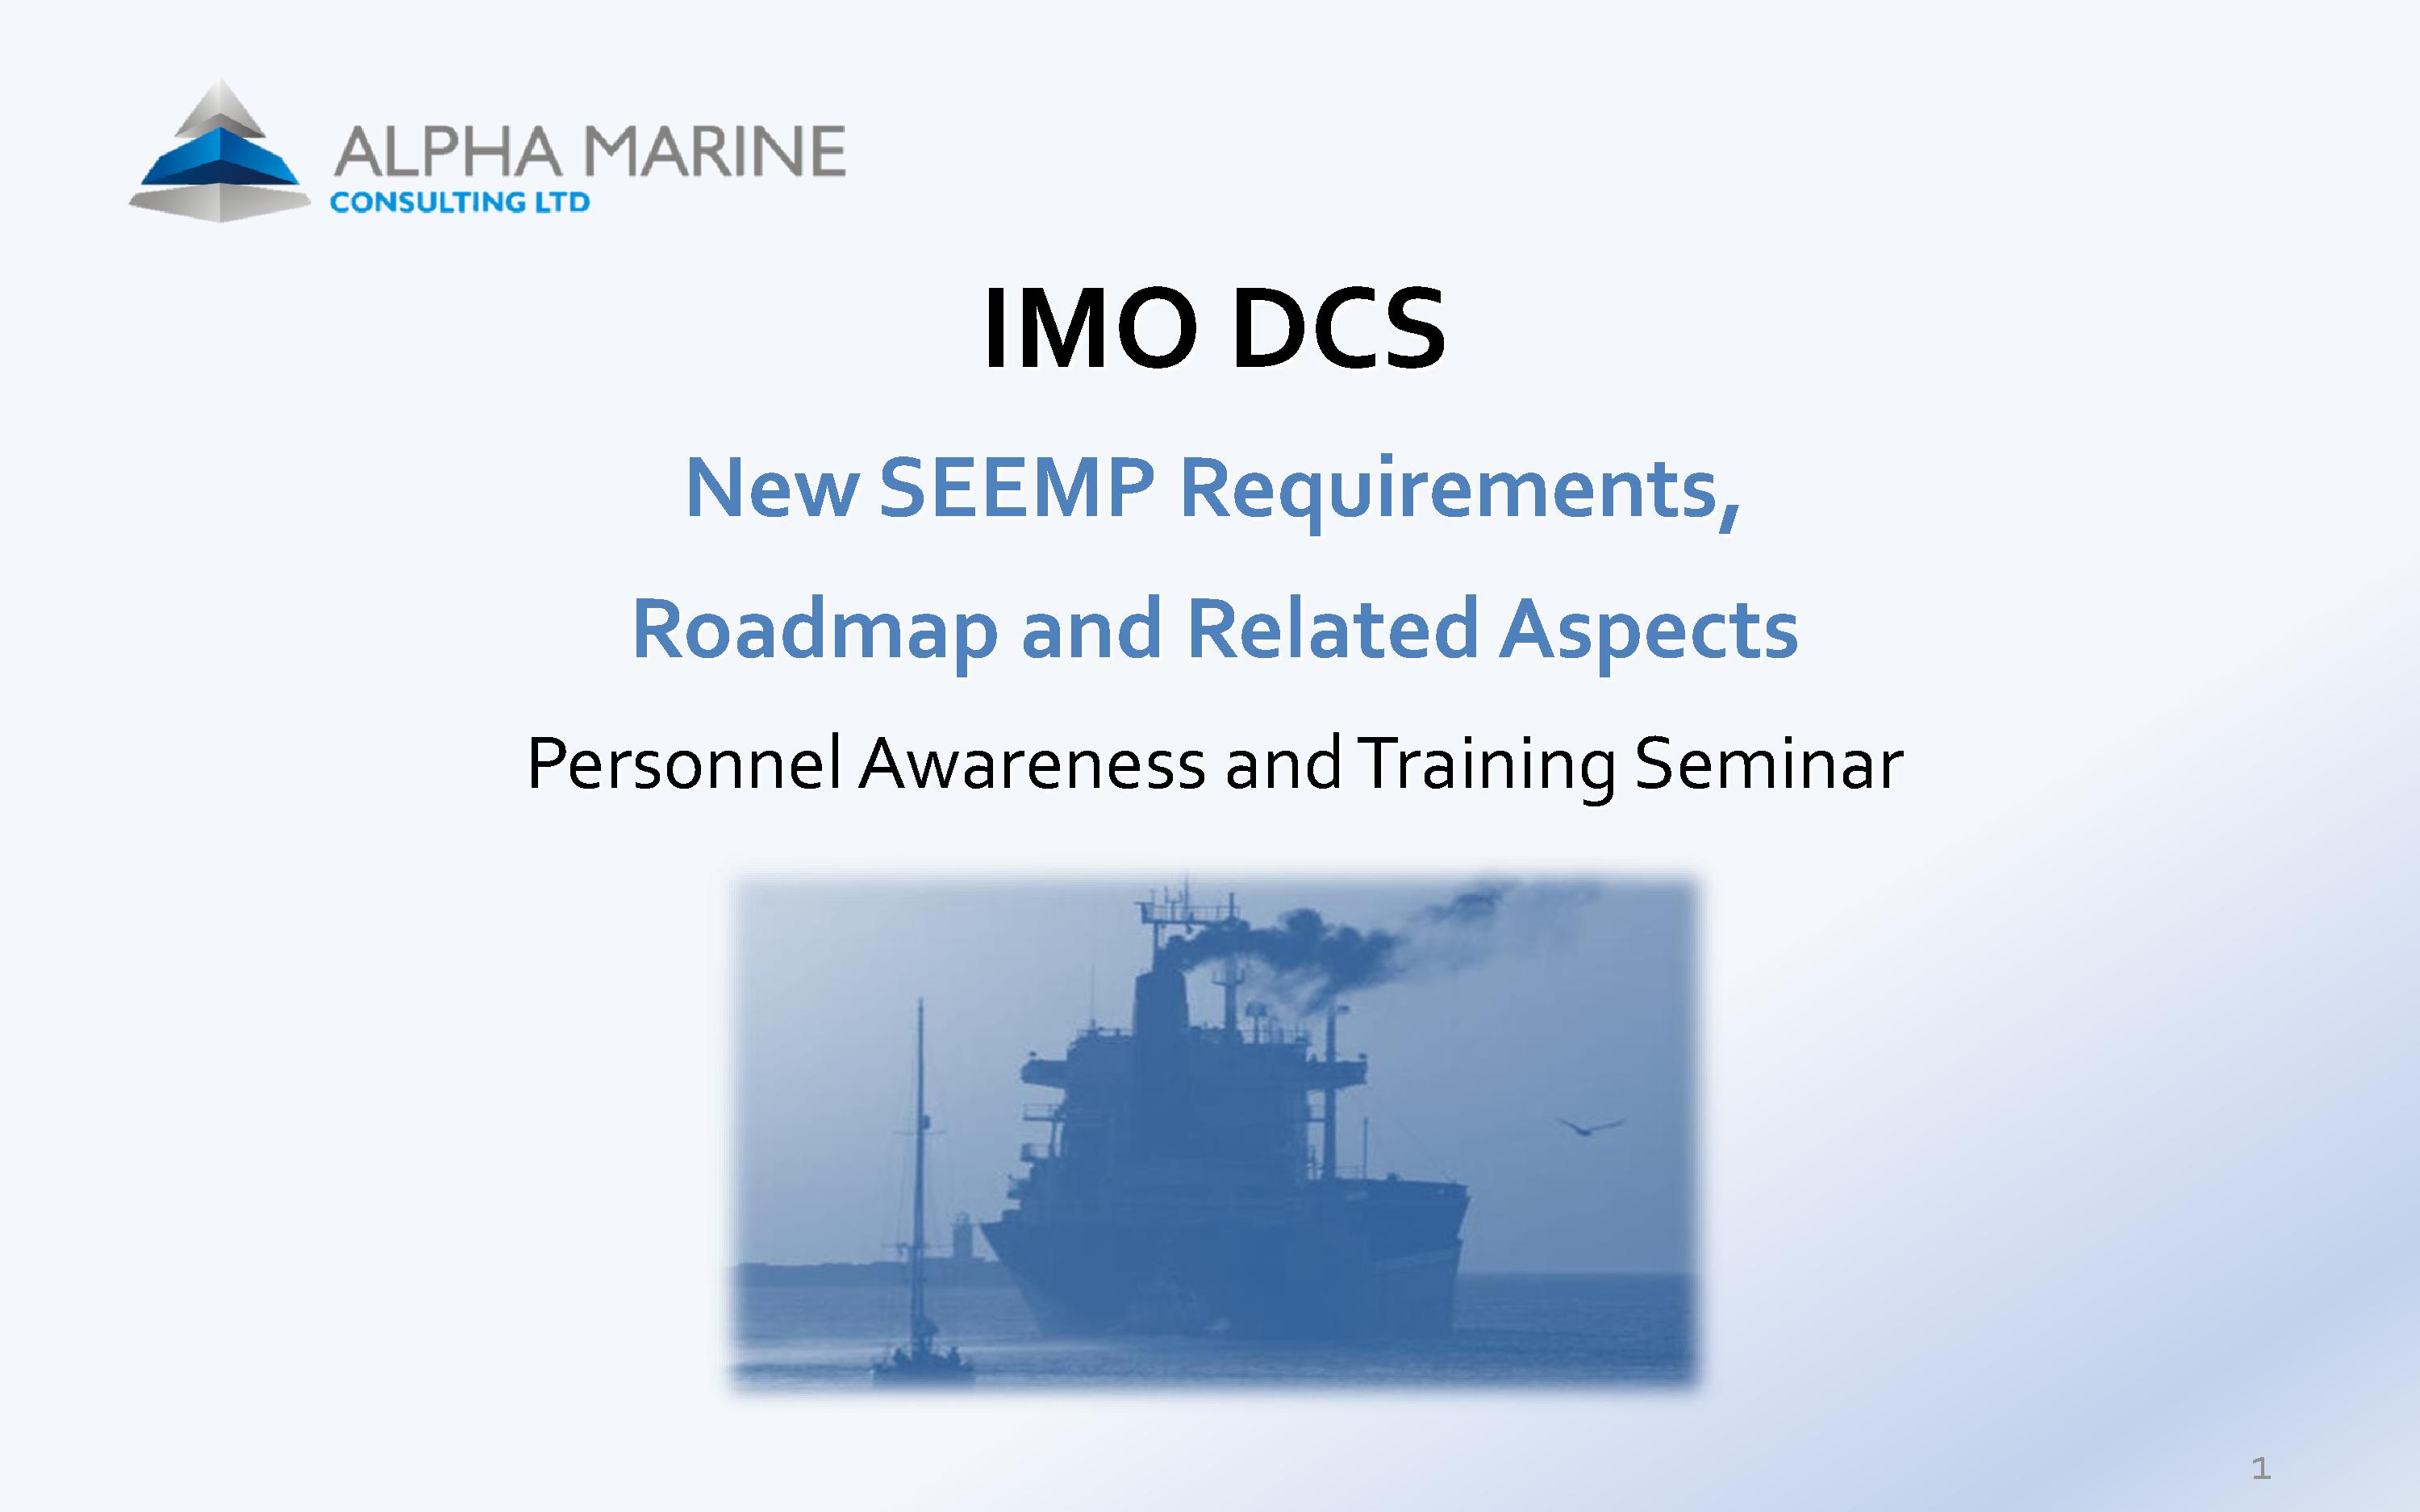 ALPHA MARINE
CONSULTING LTD
IMO DCS
New SEEMP Requirements,
Roadmap and Related Aspects
Personnel Awareness and Training Seminar
1